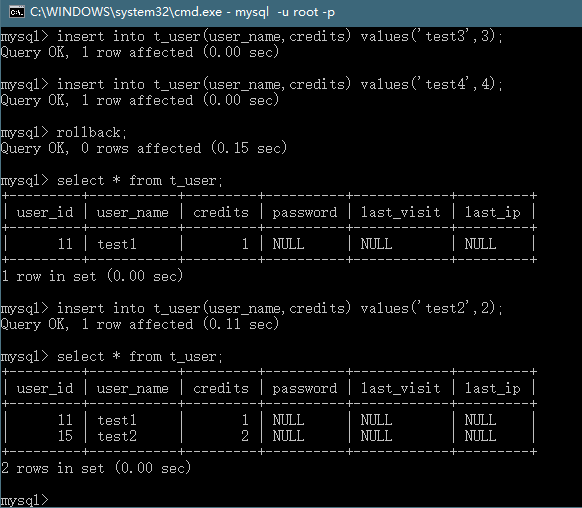 C:\WINDOWS\system32\cmd.exe - mysql  -u root -p
mysql> insert into t_user(user_name,credits) values('test3',3);
Query OK, 1 row affected (0.00 sec)
mysql> insert into t_user(user_name,credits) values('test4',4);
Query OK, 1 row affected (0.00 sec)
mysql> rollback;
Query OK, 0 rows affected (0.15 sec)
mysql> select * from t_user;
+---------+-----------+---------+----------+------------+---------+
| user_id | user_name | credits | password | last_visit | last_ip |
+---------+-----------+---------+----------+------------+---------+
|      11 | test1     |       1 | NULL     | NULL       | NULL    |
+---------+-----------+---------+----------+------------+---------+
1 row in set (0.00 sec)
mysql> insert into t_user(user_name,credits) values('test2',2);
Query OK, 1 row affected (0.11 sec)
mysql> select * from t_user;
+---------+-----------+---------+----------+------------+---------+
| user_id | user_name | credits | password | last_visit | last_ip |
+---------+-----------+---------+----------+------------+---------+
|      11 | test1     |       1 | NULL     | NULL       | NULL    |
|      15 | test2     |       2 | NULL     | NULL       | NULL    |
+---------+-----------+---------+----------+------------+---------+
2 rows in set (0.00 sec)
mysql>